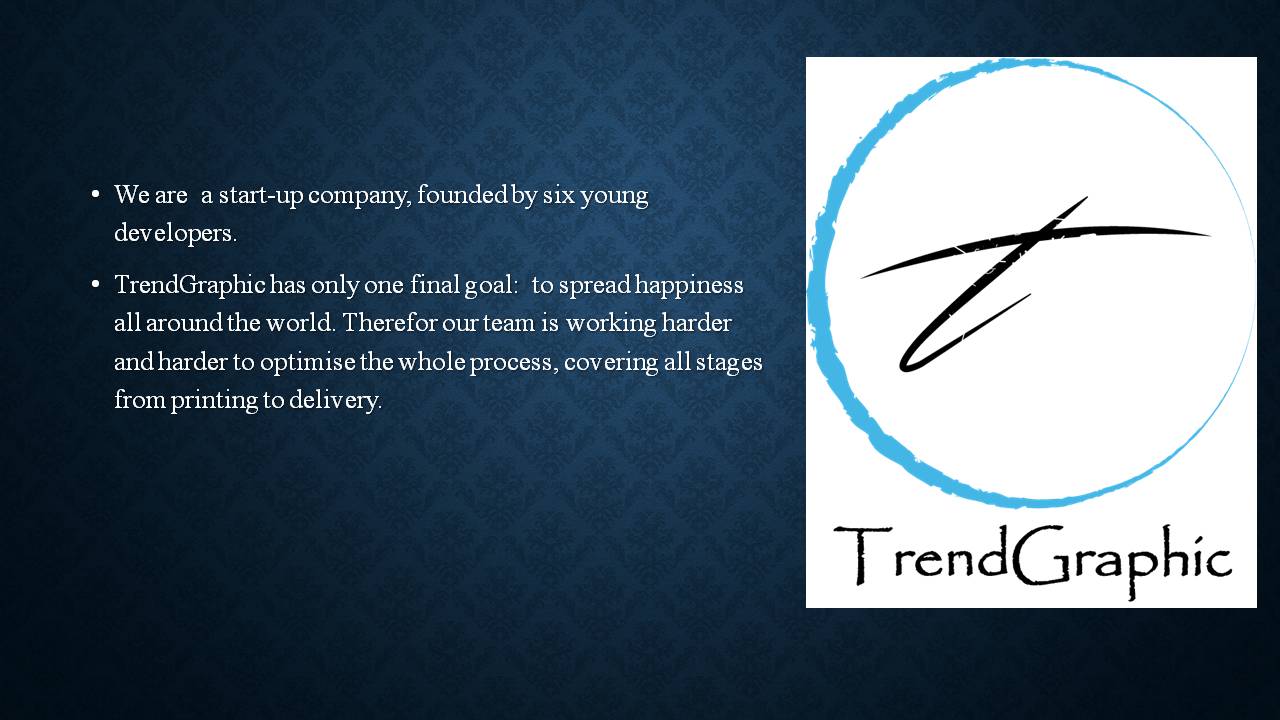 • We are  a start-up company, founded by six young
developers.
• TrendGraphic has only one final goal:  to spread happiness
all around the world. Therefor our team is working harder
and harder to optimise the whole process, covering all stages
from printing to delivery.
TrendGraphic